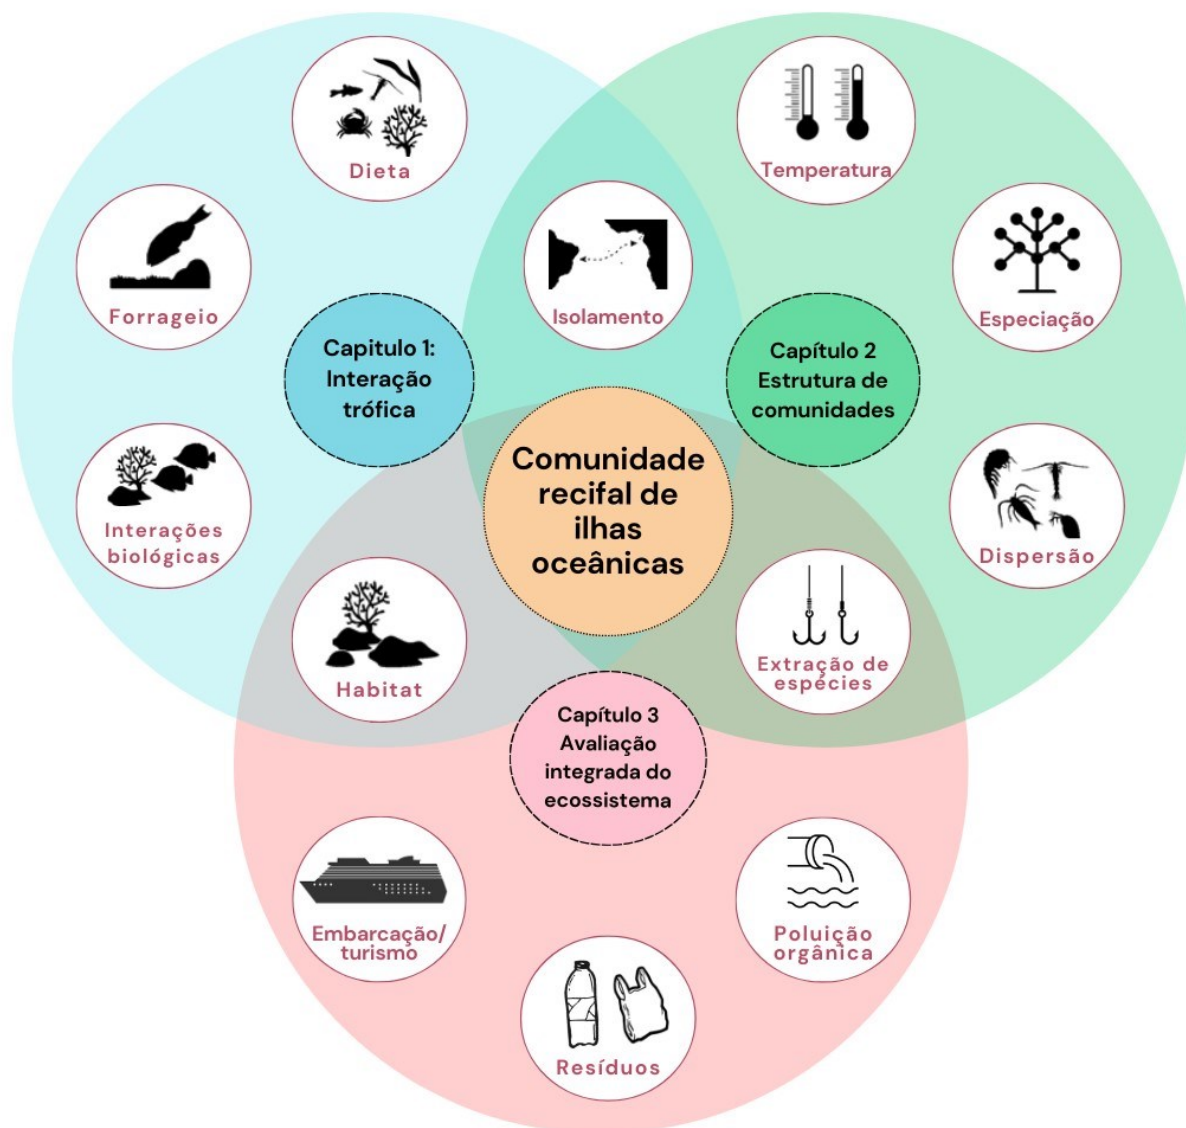 Dieta
Temperatura
Forrageio
Isolamento
Especiação
Capitulo 1:
Interação
trófica
Capítulo 2
Estrutura de
comunidades
Comunidade
recifal de
ilhas
oceânicas
Interações
biológicas
Dispersão
Habitat
Extração de
espécies
Capítulo 3
Avaliação
integrada do
ecossistema
Embarcação/
turismo
Poluição
orgânica
Resíduos